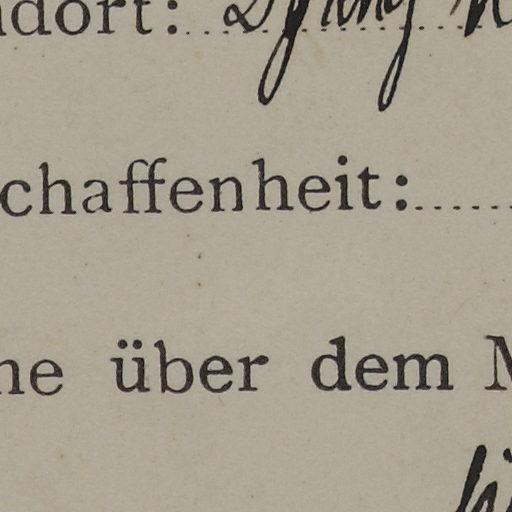 ndort:
chaffenheit:
ne über dem M